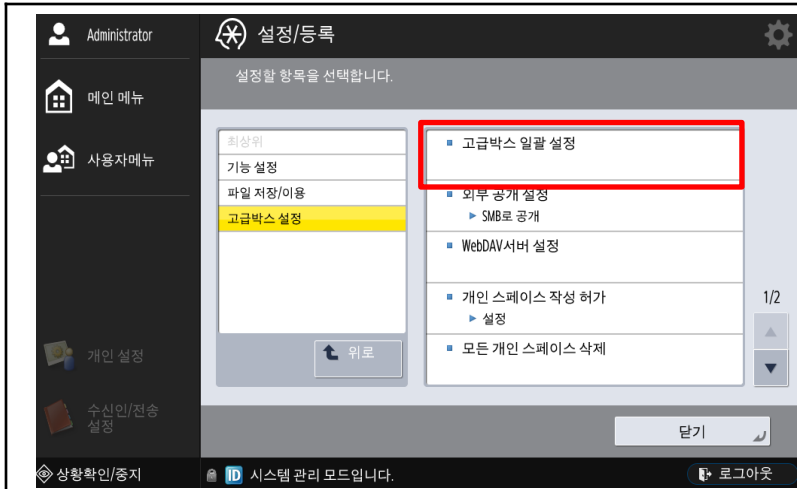 Administrator
설정/등록
설정할 항목을 선택합니다.
메인 메뉴
사용자메뉴
최상위
기능 설정
파일 저장/이용
고급박스 설정
고급박스 일괄 설정
외부 공개 설정
▶ SMB로 공개
WebDAV서버 설정
개인 스페이스 작성 허가
▶ 설정
모든 개인 스페이스 삭제
1/2
위로
개인 설정
수신인/전송
설정
닫기
상황확인/중지
ID 시스템 관리 모드입니다.
로그아웃